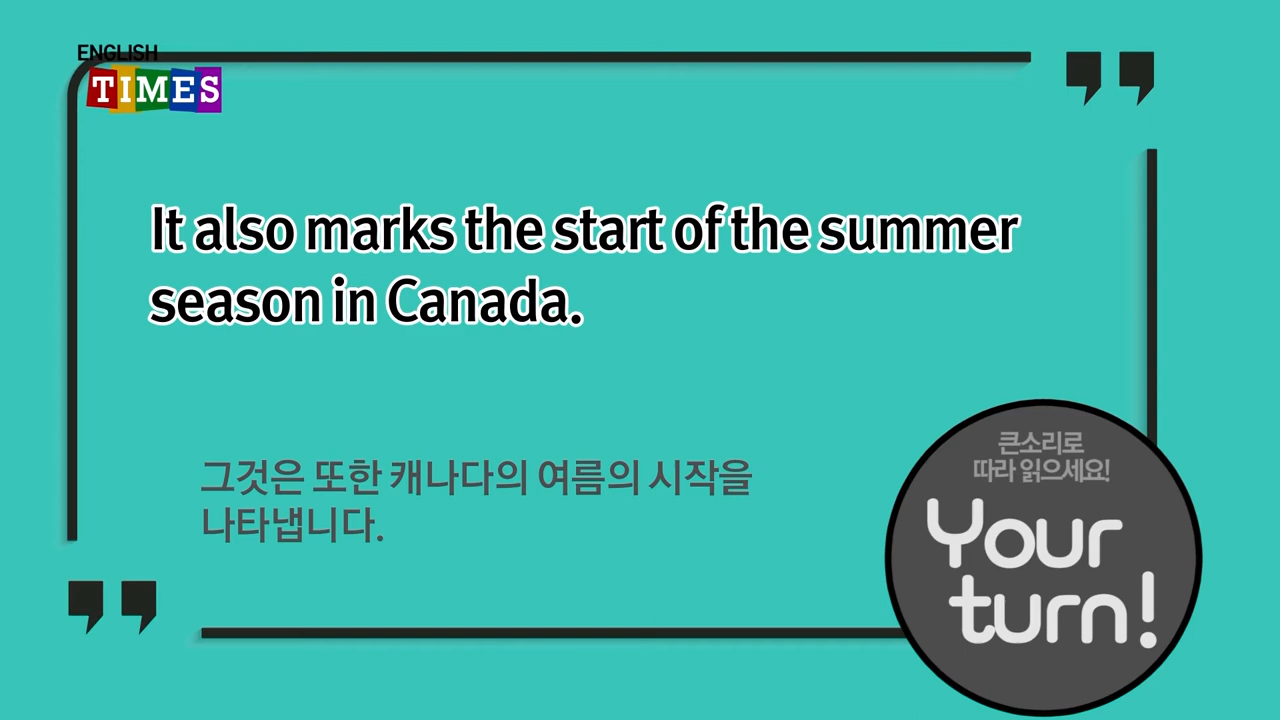 ENGLISH
TIMES
It also marks the start of the summer
season in Canada.
그것은 또한 캐나다의 여름의 시작을
나타냅니다.
큰소리로
따라 읽으세요!
Your
turn!